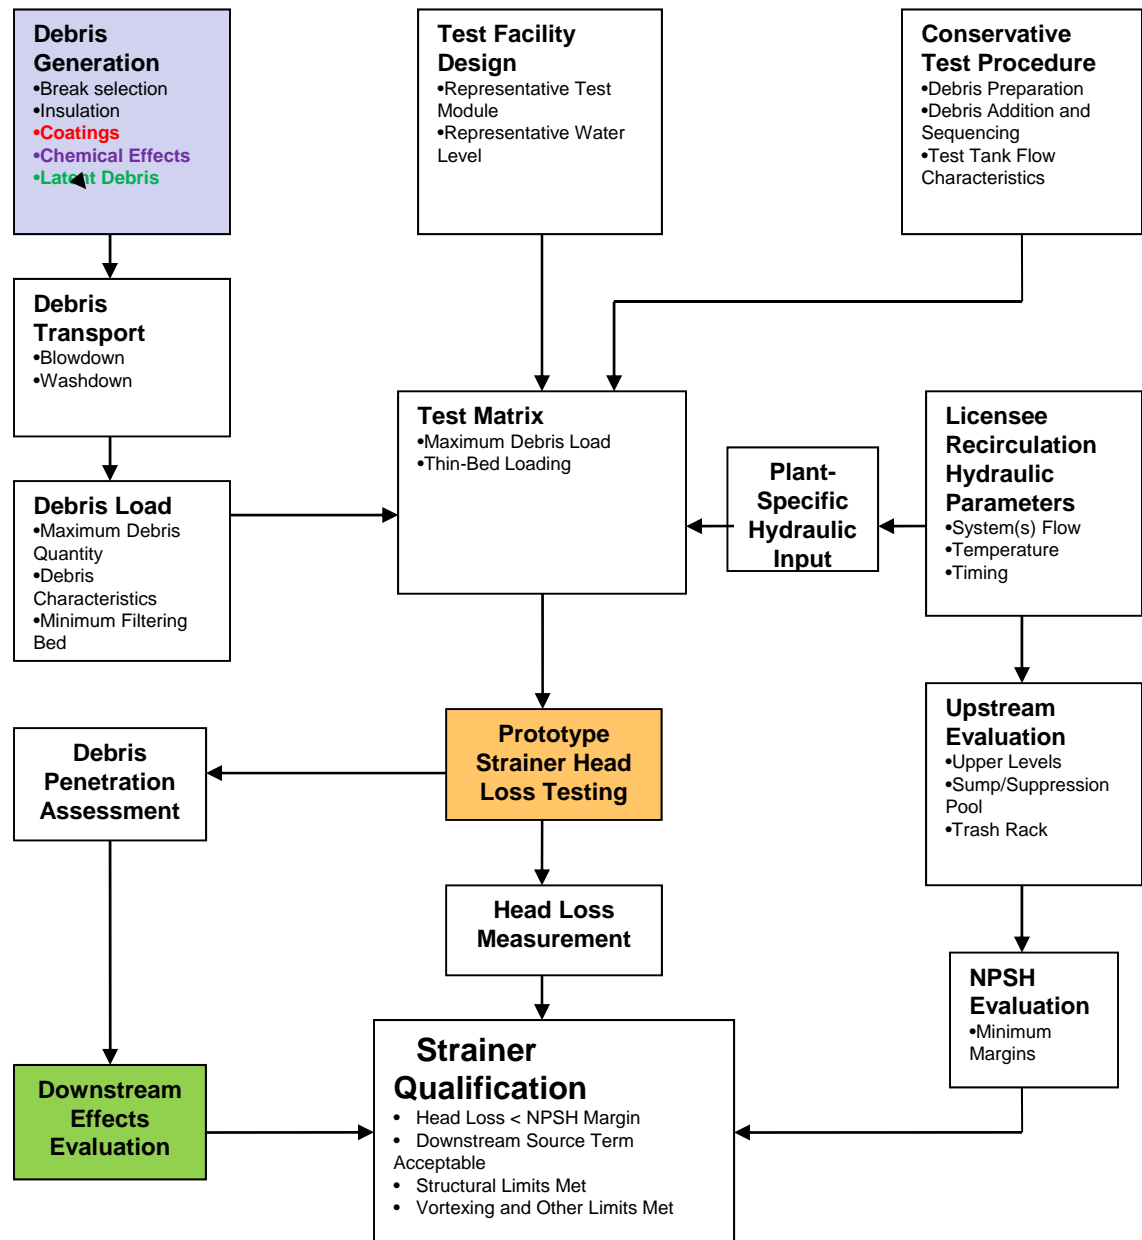 Debris
Generation
•Break selection
•Insulation
•Coatings
•Chemical Effects
•Latent Debris
Test Facility
Design
•Representative Test
Module
•Representative Water
Level
Conservative
Test Procedure
•Debris Preparation
•Debris Addition and
Sequencing
•Test Tank Flow
Characteristics
Debris
Transport
•Blowdown
•Washdown
Test Matrix
•Maximum Debris Load
•Thin-Bed Loading
Plant-
Specific
Hydraulic
Input
Licensee
Recirculation
Hydraulic
Parameters
•System(s) Flow
•Temperature
•Timing
Debris Load
•Maximum Debris
Quantity
•Debris
Characteristics
•Minimum Filtering
Bed
Debris
Penetration
Assessment
Prototype
Strainer Head
Loss Testing
Upstream
Evaluation
•Upper Levels
•Sump/Suppression
Pool
•Trash Rack
Head Loss
Measurement
NPSH
Evaluation
•Minimum
Margins
Downstream
Effects
Evaluation
Strainer
Qualification
• Head Loss < NPSH Margin
• Downstream Source Term
Acceptable
• Structural Limits Met
• Vortexing and Other Limits Met